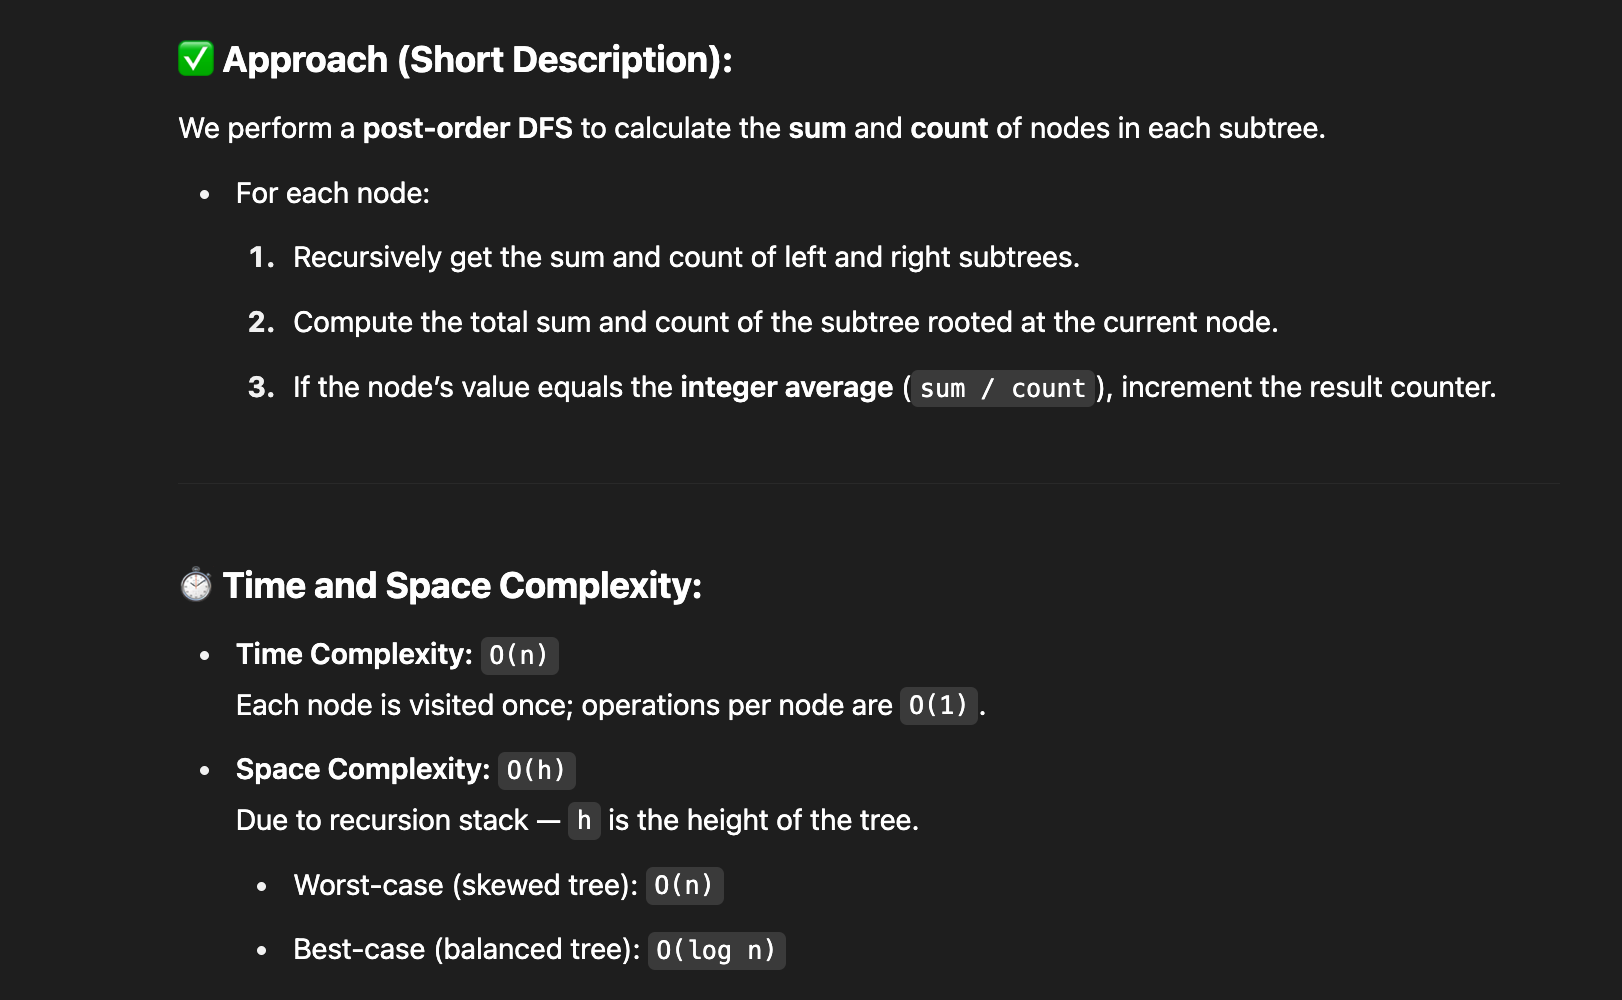 ✅ Approach (Short Description):
We perform a post-order DFS to calculate the sum and count of nodes in each subtree.
• For each node:
1. Recursively get the sum and count of left and right subtrees.
2. Compute the total sum and count of the subtree rooted at the current node.
3. If the node’s value equals the integer average (sum / count), increment the result counter.
⏱ Time and Space Complexity:
• Time Complexity: O(n)
Each node is visited once; operations per node are O(1).
• Space Complexity: O(h)
Due to recursion stack — h is the height of the tree.
• Worst-case (skewed tree): O(n)
• Best-case (balanced tree): O(log n)